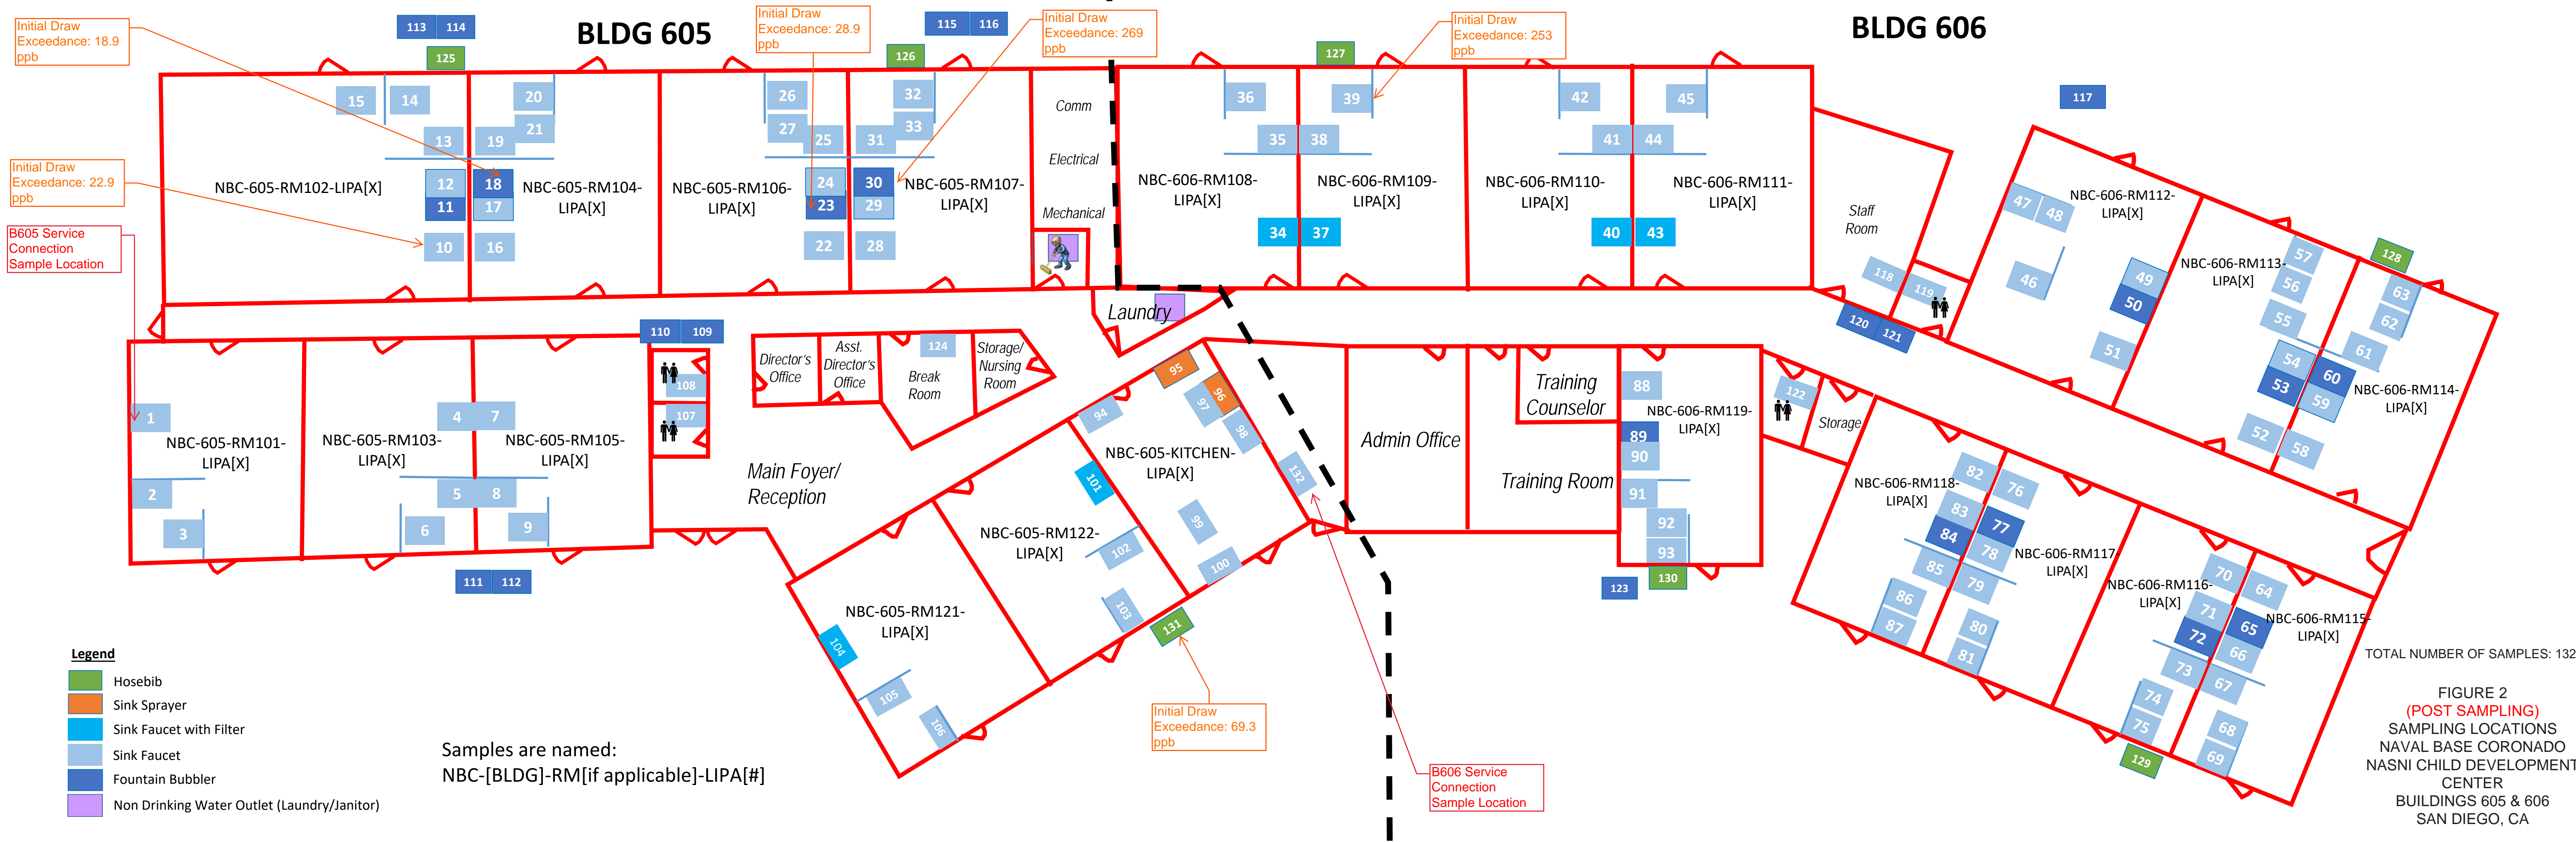 BLDG 605
BLDG 606
Initial Draw
Exceedance: 18.9
ppb
113 114
125
Initial Draw
Exceedance: 28.9
ppb
115 116
126
Initial Draw
Exceedance: 269
ppb
127
Initial Draw
Exceedance: 253
ppb
117
Initial Draw
Exceedance: 22.9
ppb
B605 Service
Connection
Sample Location
15 14
13
12
11
10
NBC-605-RM102-LIPA[X]
20
21
19
18
17
16
NBC-605-RM104-
LIPA[X]
26
27
25
24
23
22
NBC-605-RM106-
LIPA[X]
32
33
31
30
29
28
NBC-605-RM107-
LIPA[X]
Comm
Electrical
Mechanical
36
35
34
NBC-606-RM108-
LIPA[X]
39
38
37
NBC-606-RM109-
LIPA[X]
42
41
40
NBC-606-RM110-
LIPA[X]
45
44
43
NBC-606-RM111-
LIPA[X]
Staff
Room
118
119
120
121
47
48
46
NBC-606-RM112-
LIPA[X]
49
50
51
NBC-606-RM113-
LIPA[X]
57
56
55
54
53
52
128
63
62
61
60
59
58
NBC-606-RM114-
LIPA[X]
Laundry
110 109
108
107
Director's
Office
Asst.
Director's
Office
124
Break
Room
Storage/
Nursing
Room
1
2
3
NBC-605-RM101-
LIPA[X]
4
5
6
NBC-605-RM103-
LIPA[X]
7
8
9
NBC-605-RM105-
LIPA[X]
111 112
Main Foyer/
Reception
95
96
97
98
94
NBC-605-KITCHEN-
LIPA[X]
101
99
100
132
NBC-605-RM122-
LIPA[X]
102
103
131
NBC-605-RM121-
LIPA[X]
104
105
106
Admin Office
Training
Counselor
Training Room
88
NBC-606-RM119-
LIPA[X]
89
90
91
92
93
123
130
122
Storage
NBC-606-RM118-
LIPA[X]
82
83
84
85
86
87
76
77
78
79
80
81
NBC-606-RM117-
LIPA[X]
NBC-606-RM116-
LIPA[X]
70
71
72
73
74
75
64
65
66
67
68
69
NBC-606-RM115-
LIPA[X]
129
Initial Draw
Exceedance: 69.3
ppb
B606 Service
Connection
Sample Location
Legend
Hosebib
Sink Sprayer
Sink Faucet with Filter
Sink Faucet
Fountain Bubbler
Non Drinking Water Outlet (Laundry/Janitor)
Samples are named:
NBC-[BLDG]-RM[if applicable]-LIPA[#]
TOTAL NUMBER OF SAMPLES: 132
FIGURE 2
(POST SAMPLING)
SAMPLING LOCATIONS
NAVAL BASE CORONADO
NASNI CHILD DEVELOPMENT
CENTER
BUILDINGS 605 & 606
SAN DIEGO, CA